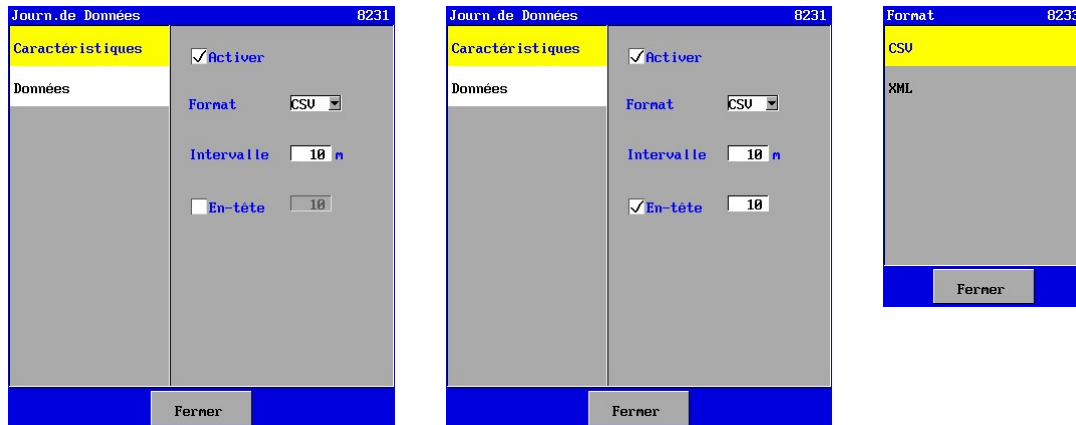 Journ.de Données 8231
Caractéristiques
Données
Activer
Format CSV
Intervalle 10 m
En-tête 10
Fermer
Journ.de Données 8231
Caractéristiques
Données
Activer
Format CSV
Intervalle 10 m
En-tête 10
Fermer
Format 8233
CSV
XML
Fermer